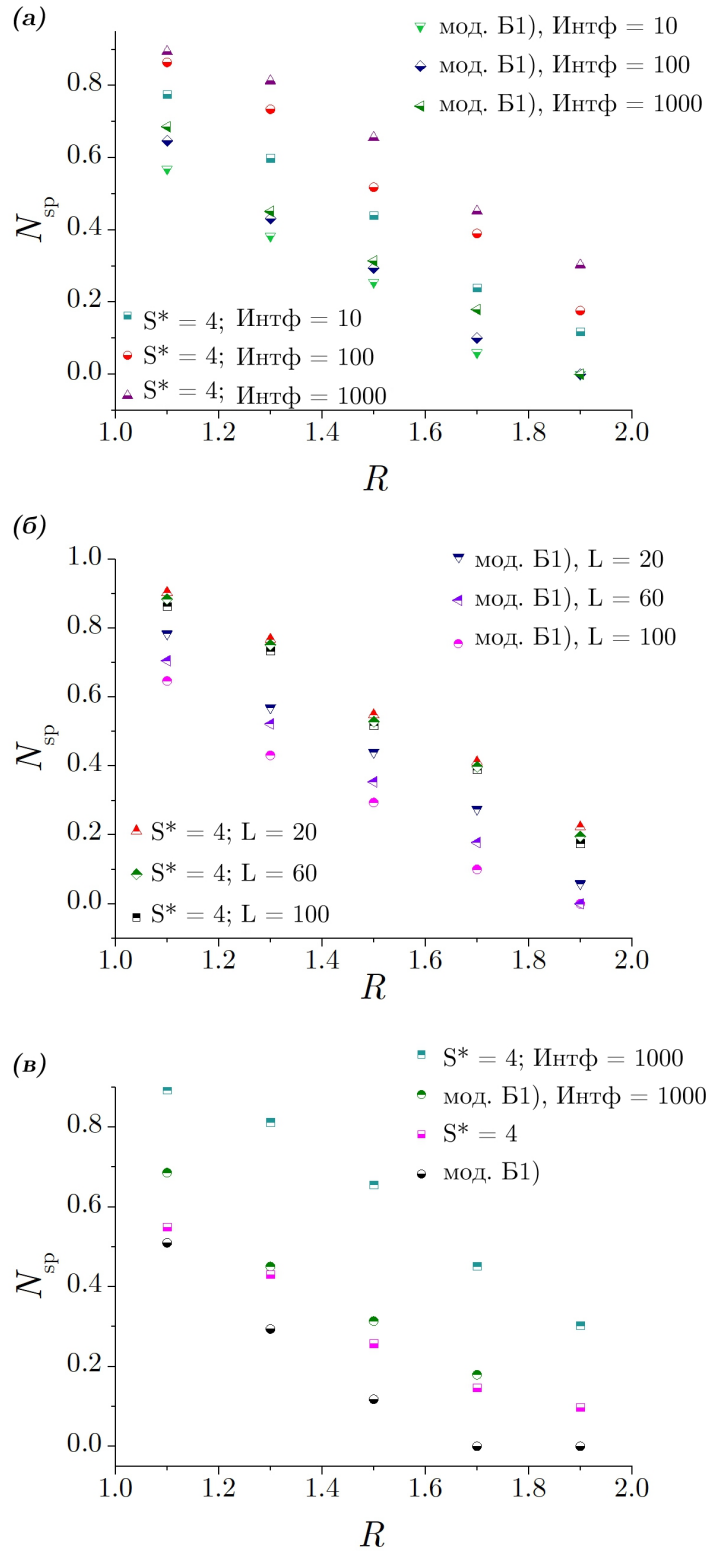 (а)
мод. Б1), Интф = 10
мод. Б1), Интф = 100
мод. Б1), Интф = 1000
0.8
0.6
0.4
0.2
0.0
N_sp
S* = 4; Интф = 10
S* = 4; Интф = 100
S* = 4; Интф = 1000
1.0 1.2 1.4 1.6 1.8 2.0
R
(б)
мод. Б1), L = 20
мод. Б1), L = 60
мод. Б1), L = 100
1.0
0.8
0.6
0.4
0.2
0.0
N_sp
S* = 4; L = 20
S* = 4; L = 60
S* = 4; L = 100
1.0 1.2 1.4 1.6 1.8 2.0
R
(в)
S* = 4; Интф = 1000
мод. Б1), Интф = 1000
S* = 4
мод. Б1)
0.8
0.6
0.4
0.2
0.0
N_sp
1.0 1.2 1.4 1.6 1.8 2.0
R